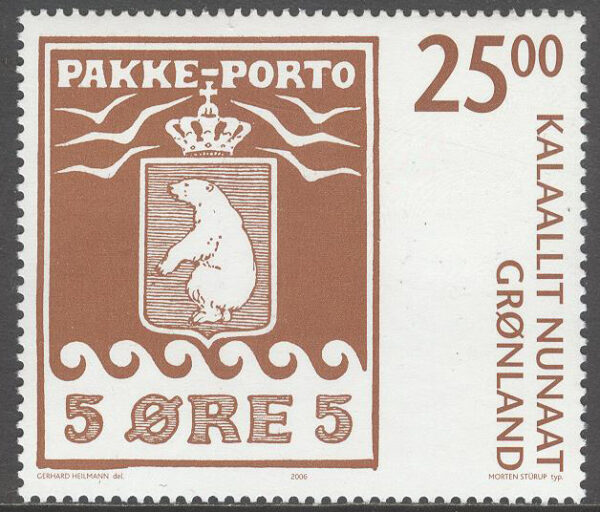 PAKKE-PORTO
5 ØRE 5
2500
KALAALLIT NUNAAT
GRØNLAND
GERHARD HEILMANN del.
2006
MORTEN STÜRUP typ.